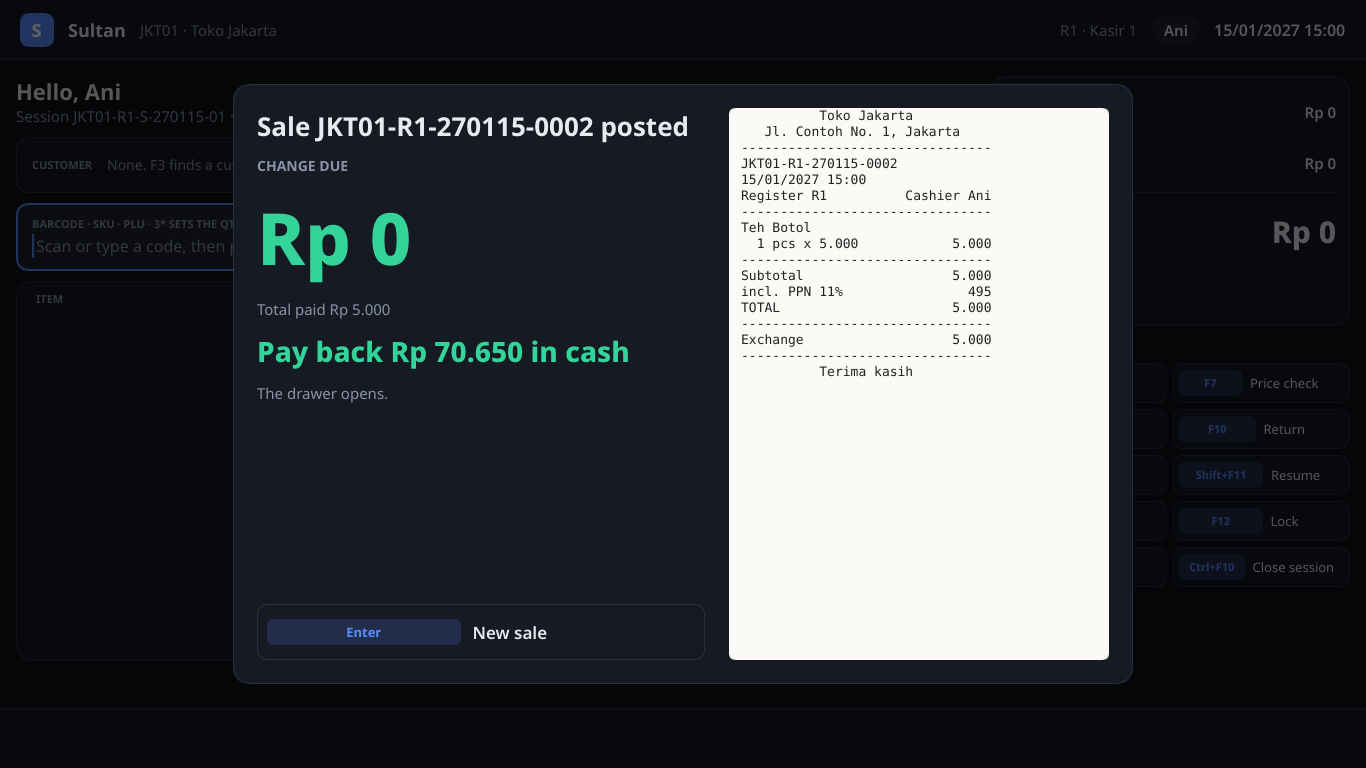 S Sultan JKT01 · Toko Jakarta
R1 · Kasir 1 Ani 15/01/2027 15:00
Hello, Ani
Session JKT01-R1-S-270115-01 ·
CUSTOMER None. F3 finds a
BARCODE · SKU · PLU · 3* SETS THE
Scan or type a code, then
ITEM
Sale JKT01-R1-270115-0002 posted
CHANGE DUE
Rp 0
Total paid Rp 5.000
Pay back Rp 70.650 in cash
The drawer opens.
Enter New sale
Toko Jakarta
Jl. Contoh No. 1, Jakarta
--------------------------------
JKT01-R1-270115-0002
15/01/2027 15:00
Register R1 Cashier Ani
--------------------------------
Teh Botol
1 pcs x 5.000 5.000
--------------------------------
Subtotal 5.000
incl. PPN 11% 495
TOTAL 5.000
--------------------------------
Exchange 5.000
--------------------------------
Terima kasih
Rp 0
Rp 0
Rp 0
F7 Price check
F10 Return
Shift+F11 Resume
F12 Lock
Ctrl+F10 Close session